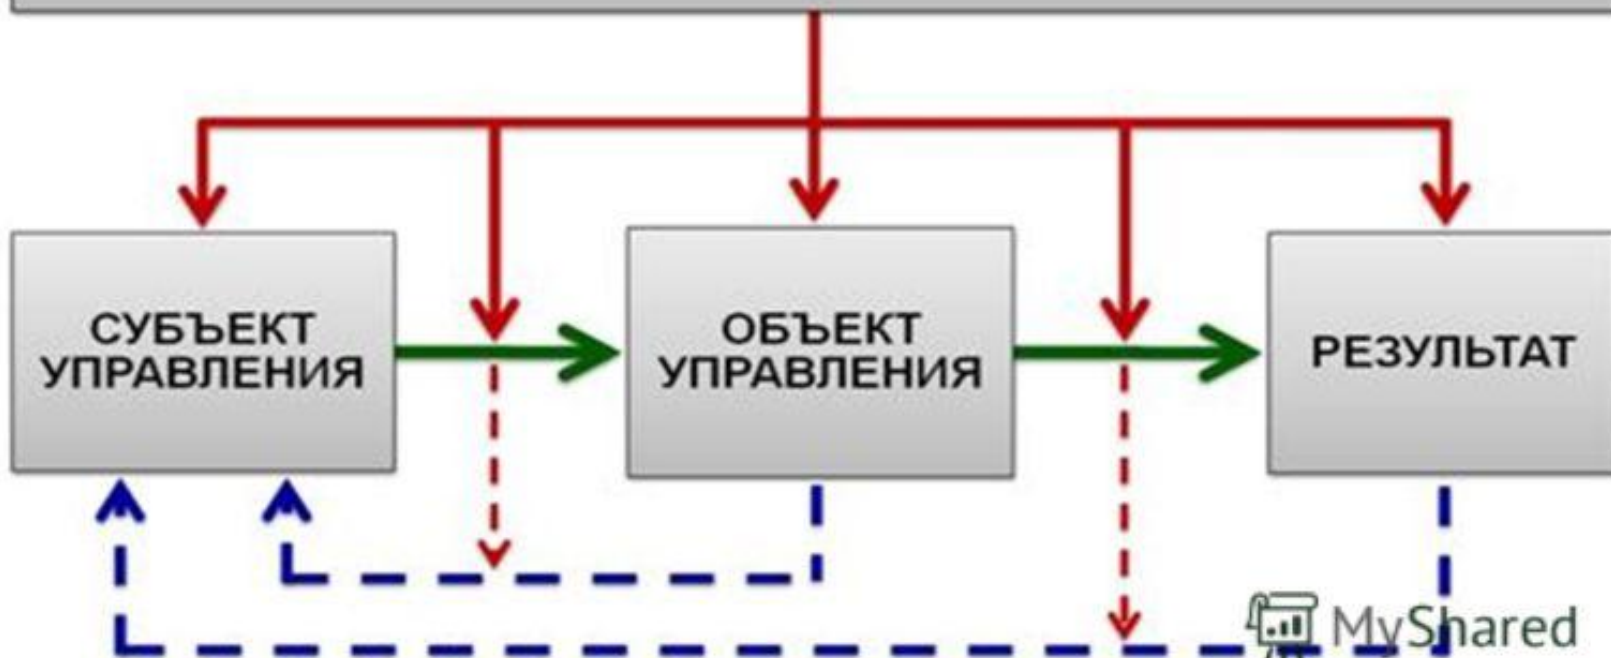 СУБЪЕКТ
УПРАВЛЕНИЯ
ОБЪЕКТ
УПРАВЛЕНИЯ
РЕЗУЛЬТАТ
MyShared